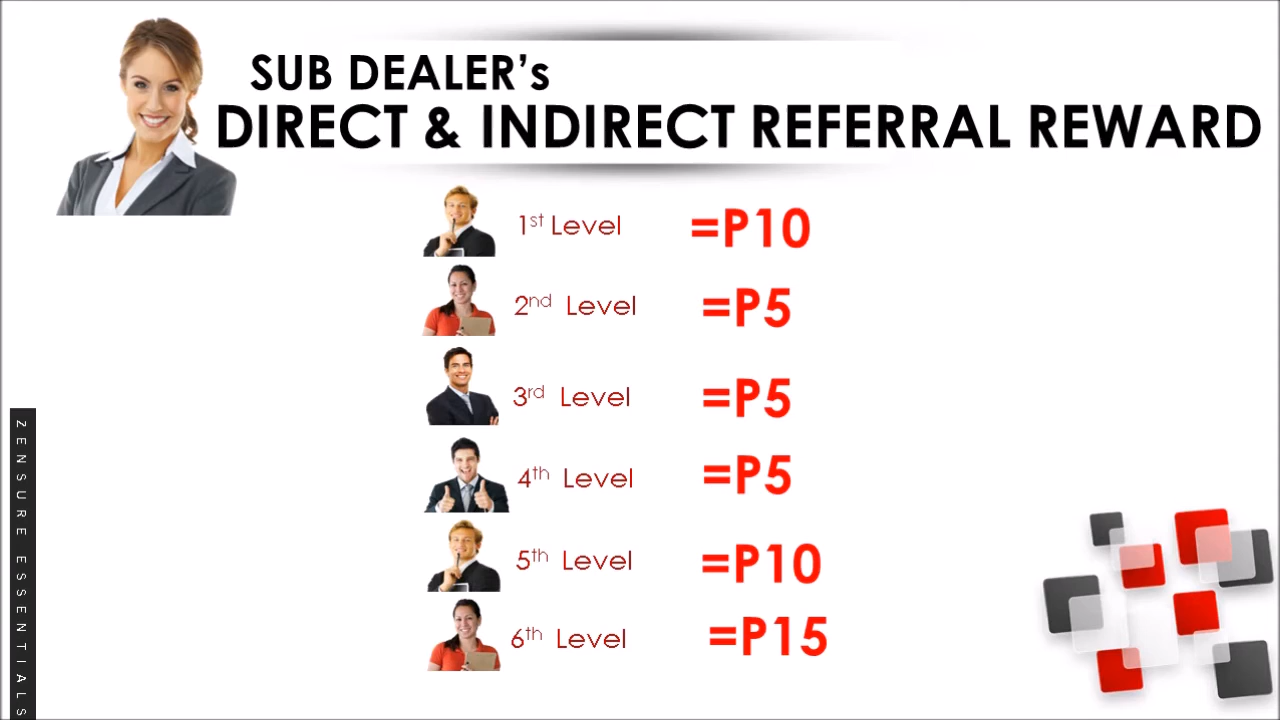 SUB DEALER's
DIRECT & INDIRECT REFERRAL REWARD
1st Level =P10
2nd Level =P5
3rd Level =P5
4th Level =P5
5th Level =P10
6th Level =P15
ZENSURE ESSENTIALS